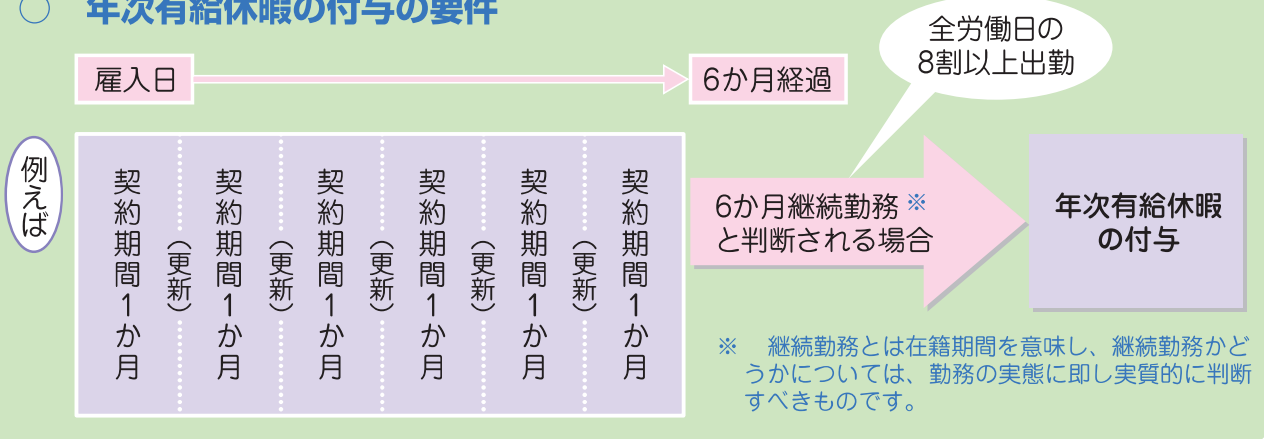 ○ 年次有給休暇の付与の要件
雇入日
6か月経過
全労働日の
8割以上出勤
例えば
契約期間1か月
（更新）
契約期間1か月
（更新）
契約期間1か月
（更新）
契約期間1か月
（更新）
契約期間1か月
（更新）
契約期間1か月
6か月継続勤務※
と判断される場合
年次有給休暇
の付与
※　継続勤務とは在籍期間を意味し、継続勤務かど
うかについては、勤務の実態に即し実質的に判断
すべきものです。